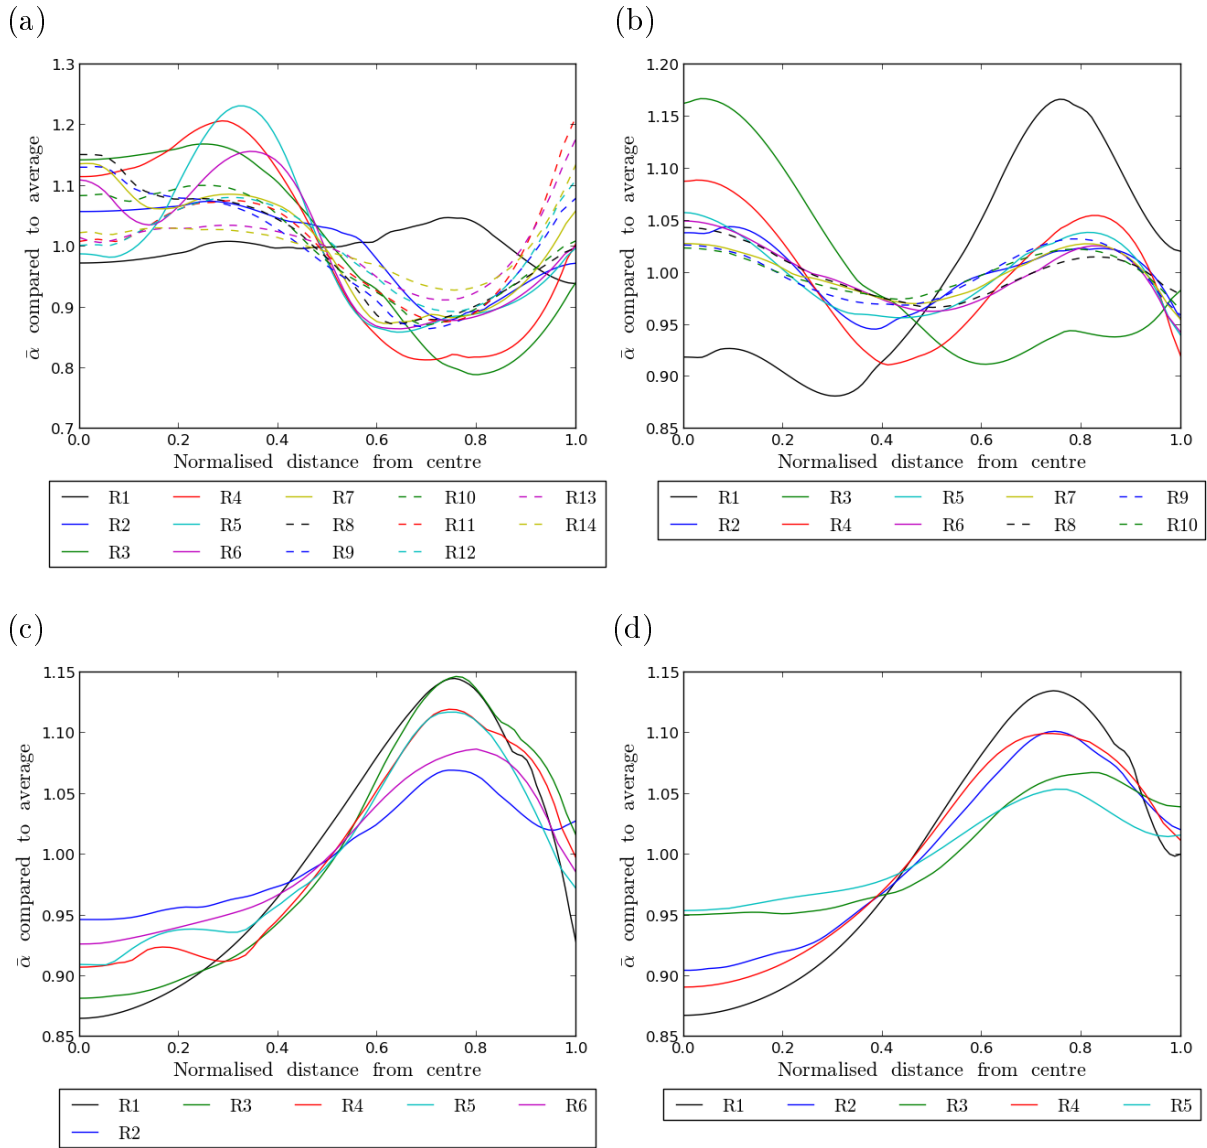 (a)
1.3
1.2
1.1
1.0
0.9
0.8
0.7
ᾱ compared to average
0.0 0.2 0.4 0.6 0.8 1.0
Normalised distance from centre
R1 R4 R7 R10 R13
R2 R5 R8 R11 R14
R3 R6 R9 R12
(b)
1.20
1.15
1.10
1.05
1.00
0.95
0.90
0.85
ᾱ compared to average
0.0 0.2 0.4 0.6 0.8 1.0
Normalised distance from centre
R1 R3 R5 R7 R9
R2 R4 R6 R8 R10
(c)
1.15
1.10
1.05
1.00
0.95
0.90
0.85
ᾱ compared to average
0.0 0.2 0.4 0.6 0.8 1.0
Normalised distance from centre
R1 R3 R4 R5 R6
R2
(d)
1.15
1.10
1.05
1.00
0.95
0.90
0.85
ᾱ compared to average
0.0 0.2 0.4 0.6 0.8 1.0
Normalised distance from centre
R1 R2 R3 R4 R5